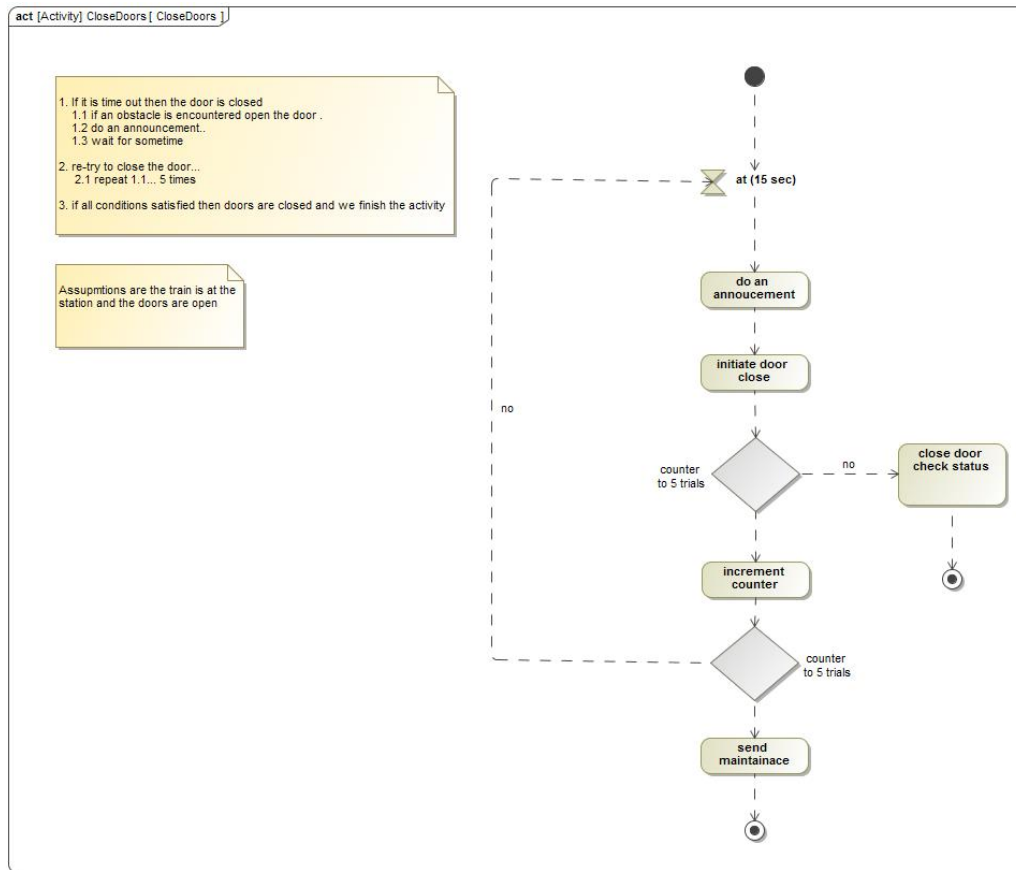 act [Activity] CloseDoors [ CloseDoors ]
1. If it is time out then the door is closed
1.1 if an obstacle is encountered open the door .
1.2 do an announcement..
1.3 wait for sometime
2. re-try to close the door...
2.1 repeat 1.1... 5 times
3. if all conditions satisfied then doors are closed and we finish the activity
Assupmtions are the train is at the
station and the doors are open
at (15 sec)
do an
annoucement
initiate door
close
no
counter
to 5 trials
no
close door
check status
increment
counter
counter
to 5 trials
send
maintainace